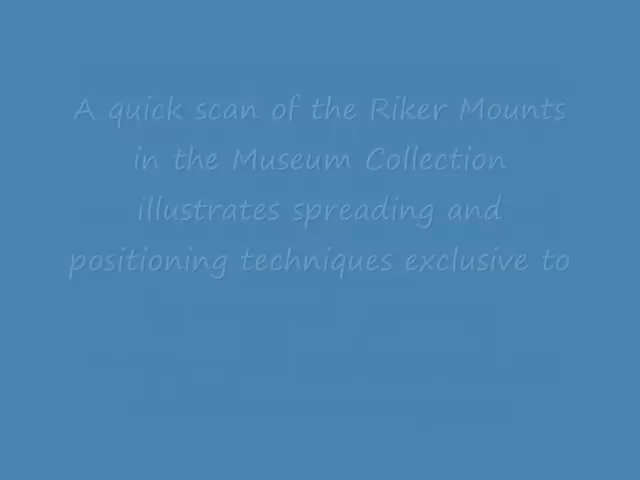 A quick scan of the Riker Mounts
in the Museum Collection
illustrates spreading and
positioning techniques exclusive to